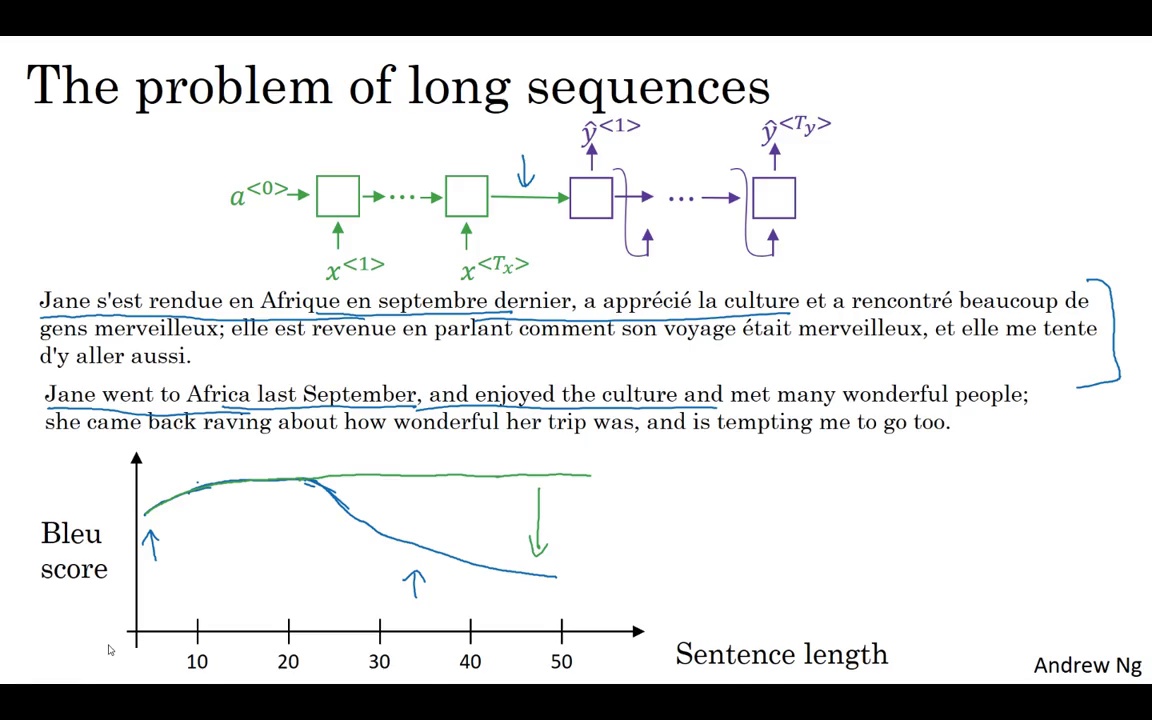 The problem of long sequences
ŷ<1> ŷ<Ty>
a<0>
x<1> x<Tx>
Jane s'est rendue en Afrique en septembre dernier, a apprécié la culture et a rencontré beaucoup de
gens merveilleux; elle est revenue en parlant comment son voyage était merveilleux, et elle me tente
d'y aller aussi.
Jane went to Africa last September, and enjoyed the culture and met many wonderful people;
she came back raving about how wonderful her trip was, and is tempting me to go too.
Bleu
score
10 20 30 40 50
Sentence length
Andrew Ng